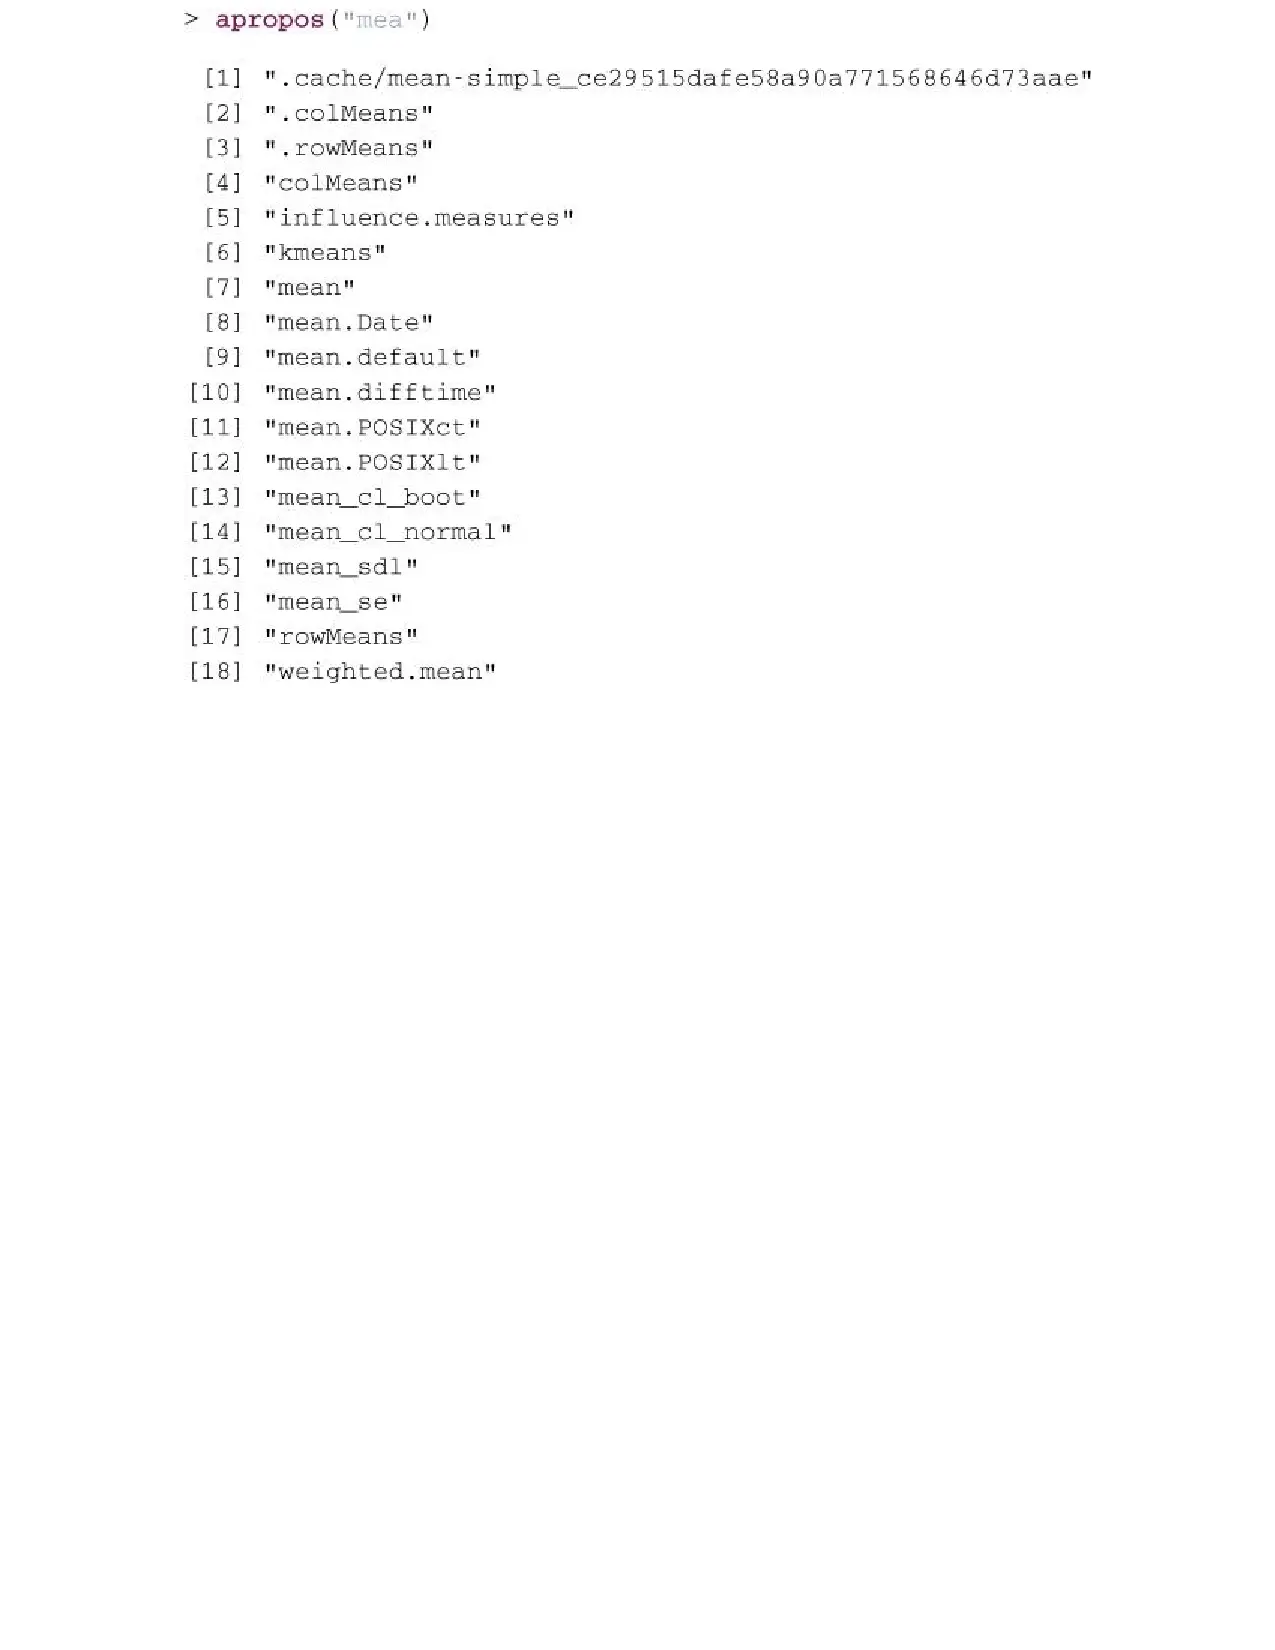 > apropos("mea")
[1] ".cache/mean-simple_ce29515dafe58a90a771568646d73aae"
[2] ".colMeans"
[3] ".rowMeans"
[4] "colMeans"
[5] "influence.measures"
[6] "kmeans"
[7] "mean"
[8] "mean.Date"
[9] "mean.default"
[10] "mean.difftime"
[11] "mean.POSIXct"
[12] "mean.POSIXlt"
[13] "mean_cl_boot"
[14] "mean_cl_normal"
[15] "mean_sdl"
[16] "mean_se"
[17] "rowMeans"
[18] "weighted.mean"